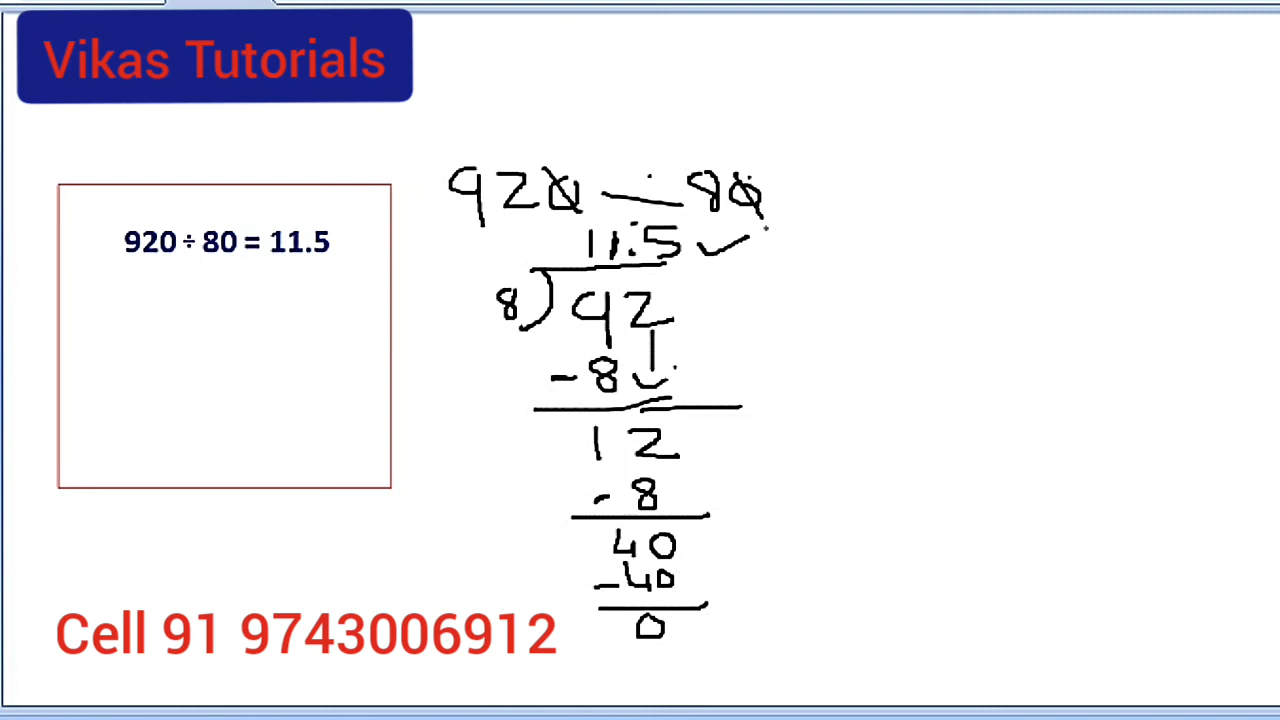 Vikas Tutorials
920 ÷ 80 = 11.5
920 ÷ 80
11.5
8)92
-8
12
-8
40
-40
0
Cell 91 9743006912